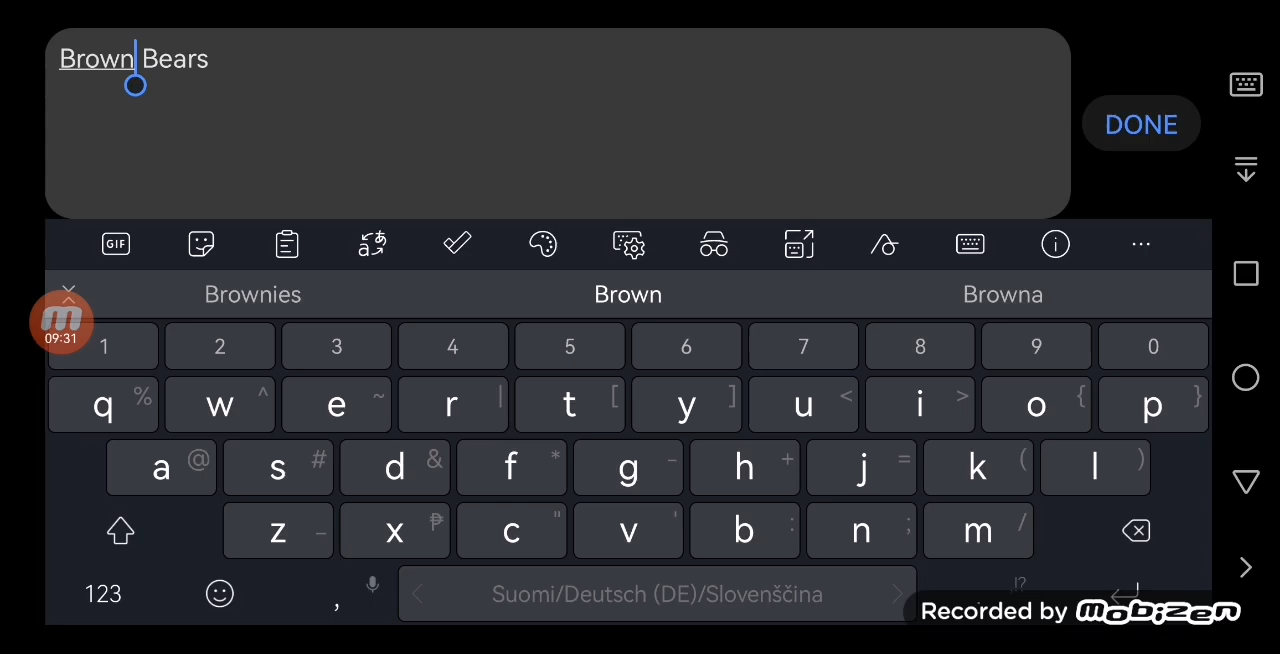 Brown Bears
DONE
GIF
Brownies Brown Browna
09:31
1 2 3 4 5 6 7 8 9 0
q % w ^ e ~ r | t [ y ] u < i > o { p }
a @ s # d & f * g - h + j = k ( l )
z _ x ₱ c " v ' b : n ; m /
123 , < Suomi/Deutsch (DE)/Slovenščina > !?
Recorded by mobizen